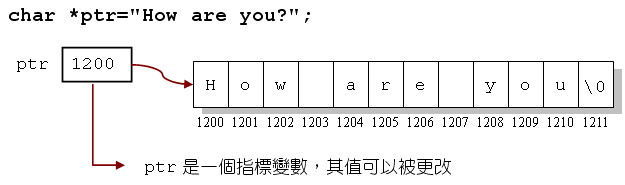 char *ptr="How are you?";
ptr 1200
H o w a r e y o u \0
1200 1201 1202 1203 1204 1205 1206 1207 1208 1209 1210 1211
ptr 是一個指標變數，其值可以被更改